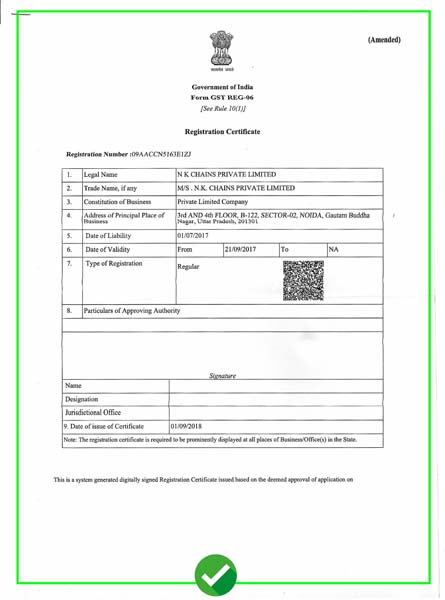 (Amended)
सत्यमेव जयते
Government of India
Form GST REG-06
[See Rule 10(1)]
Registration Certificate
Registration Number :09AACCN5163E1ZJ
1. Legal Name N K CHAINS PRIVATE LIMITED
2. Trade Name, if any M/S . N.K. CHAINS PRIVATE LIMITED
3. Constitution of Business Private Limited Company
4. Address of Principal Place of Business 3rd AND 4th FLOOR, B-122, SECTOR-02, NOIDA, Gautam Buddha Nagar, Uttar Pradesh, 201301
5. Date of Liability 01/07/2017
6. Date of Validity From 21/09/2017 To NA
7. Type of Registration Regular
8. Particulars of Approving Authority
Signature
Name
Designation
Jurisdictional Office
9. Date of issue of Certificate 01/09/2018
Note: The registration certificate is required to be prominently displayed at all places of Business/Office(s) in the State.
This is a system generated digitally signed Registration Certificate issued based on the deemed approval of application on